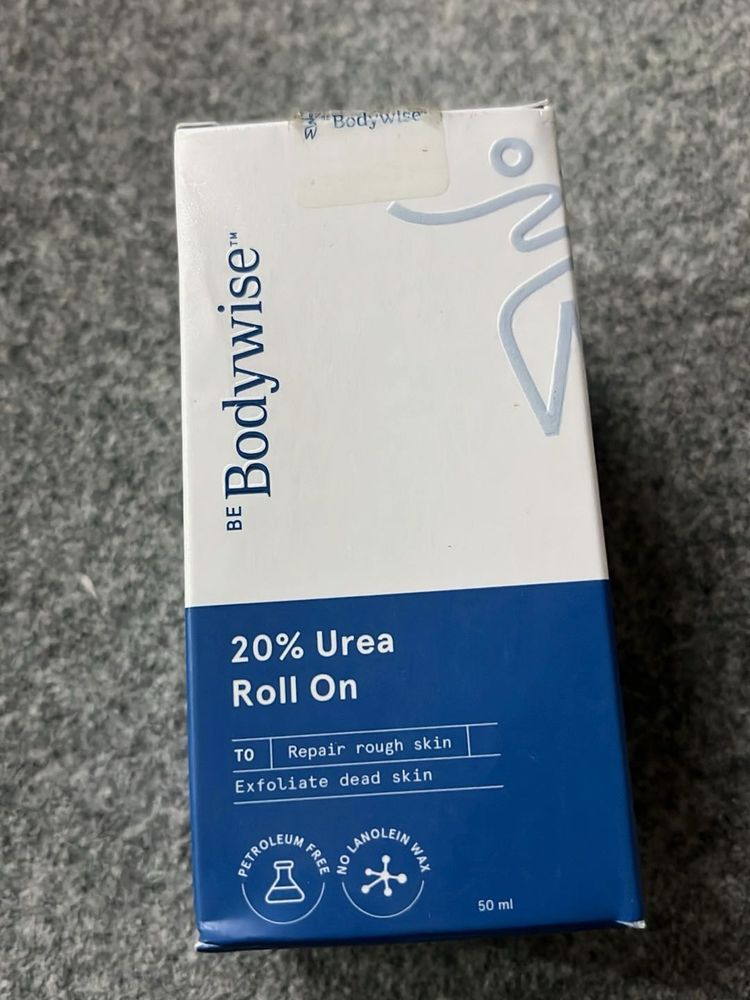 Bodywise
BE Bodywise™
20% Urea
Roll On
TO Repair rough skin
Exfoliate dead skin
PETROLEUM FREE
NO LANOLEIN WAX
50 ml